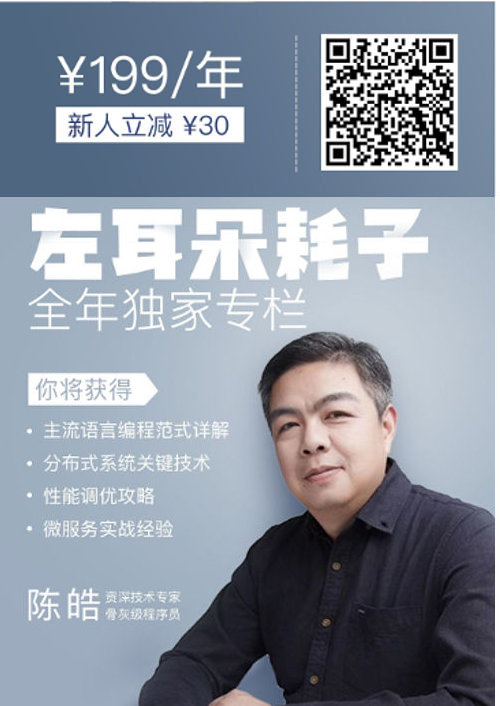 ¥199/年
新人立减 ¥30
左耳朵耗子
全年独家专栏
你将获得
• 主流语言编程范式详解
• 分布式系统关键技术
• 性能调优攻略
• 微服务实战经验
陈皓
资深技术专家
骨灰级程序员